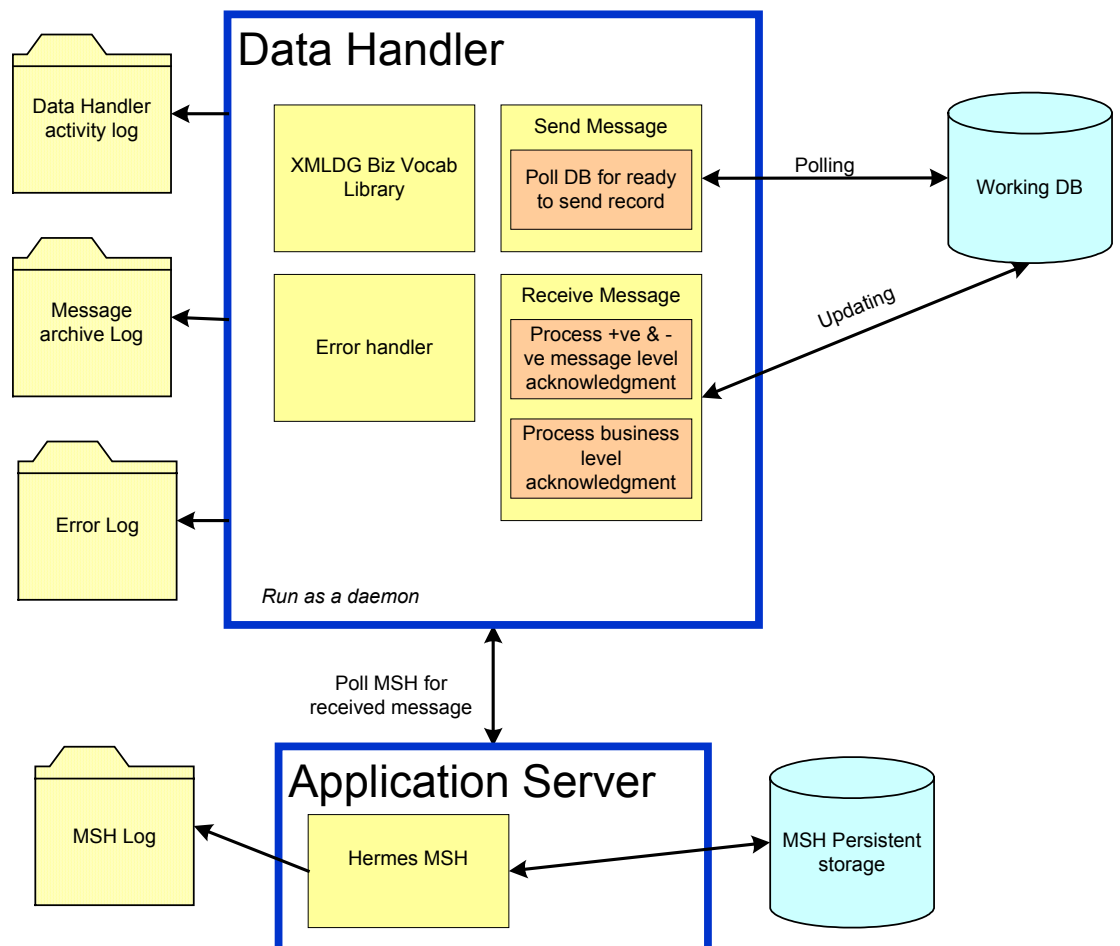 Data Handler
Data Handler
activity log
XMLDG Biz Vocab
Library
Send Message
Poll DB for ready
to send record
Polling
Working DB
Message
archive Log
Error handler
Receive Message
Process +ve & -
ve message level
acknowledgment
Updating
Process business
level
acknowledgment
Error Log
Run as a daemon
Poll MSH for
received message
Application Server
MSH Log
Hermes MSH
MSH Persistent
storage